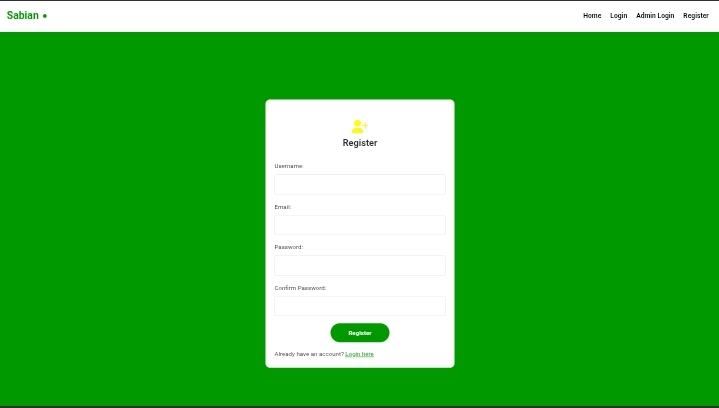 Sabian
Home Login Admin Login Register
Register
Username:
Email:
Password:
Confirm Password:
Register
Already have an account? Login here